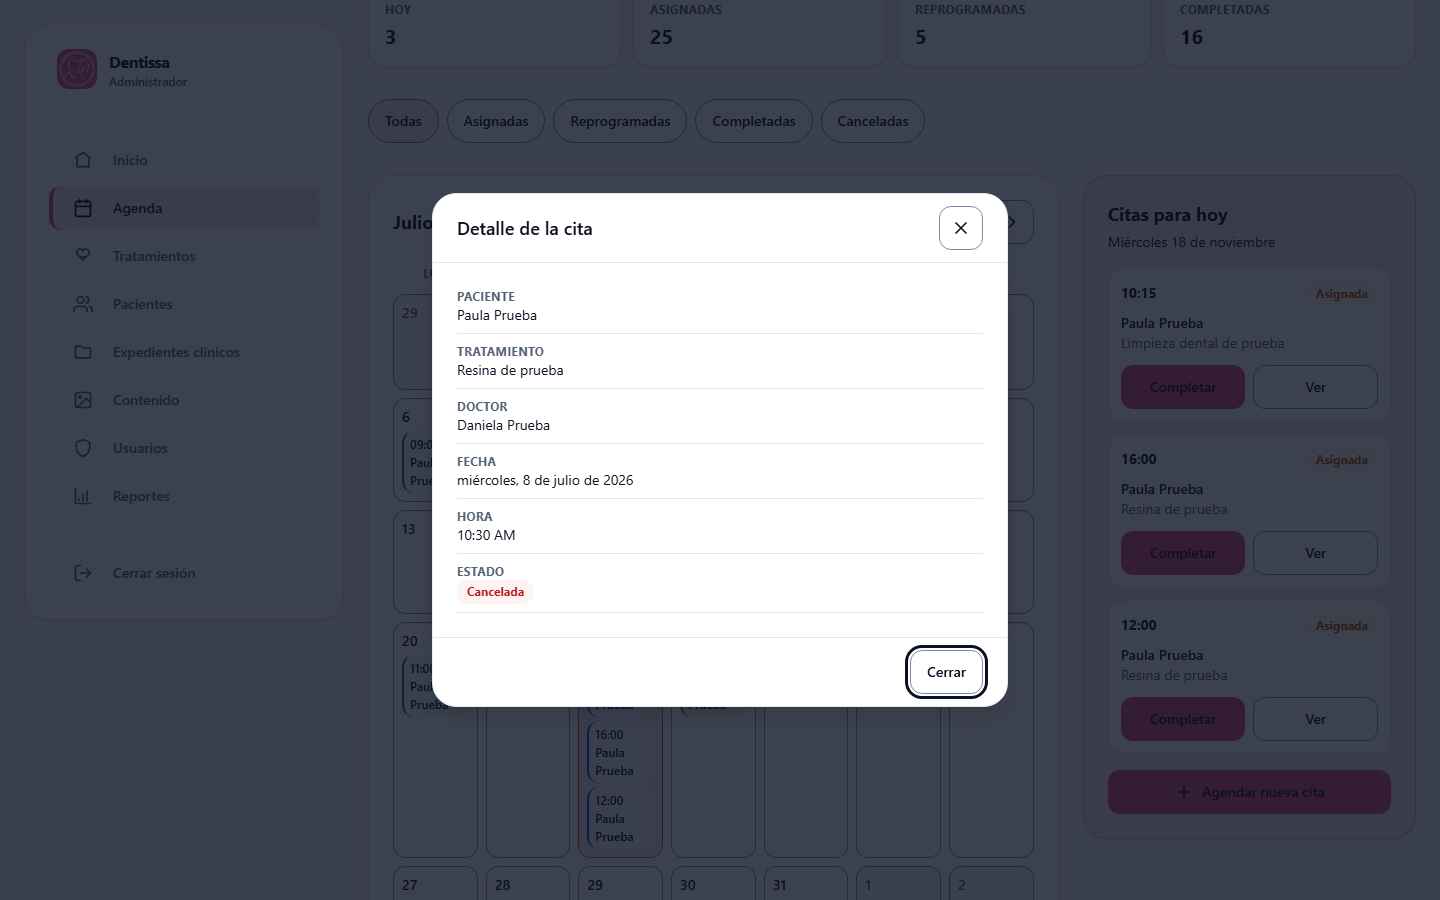 Dentissa
Administrador
Inicio
Agenda
Tratamientos
Pacientes
Expedientes clínicos
Contenido
Usuarios
Reportes
Cerrar sesión
HOY
3
ASIGNADAS
25
REPROGRAMADAS
5
COMPLETADAS
16
Todas
Asignadas
Reprogramadas
Completadas
Canceladas
Julio
29
6
13
20
11:00
Prueba
16:00
Paula
Prueba
12:00
Paula
Prueba
27
28
29
30
31
1
2
Detalle de la cita
PACIENTE
Paula Prueba
TRATAMIENTO
Resina de prueba
DOCTOR
Daniela Prueba
FECHA
miércoles, 8 de julio de 2026
HORA
10:30 AM
ESTADO
Cancelada
Cerrar
Citas para hoy
Miércoles 18 de noviembre
10:15
Asignada
Paula Prueba
Limpieza dental de prueba
Completar
Ver
16:00
Asignada
Paula Prueba
Resina de prueba
Completar
Ver
12:00
Asignada
Paula Prueba
Resina de prueba
Completar
Ver
Agendar nueva cita